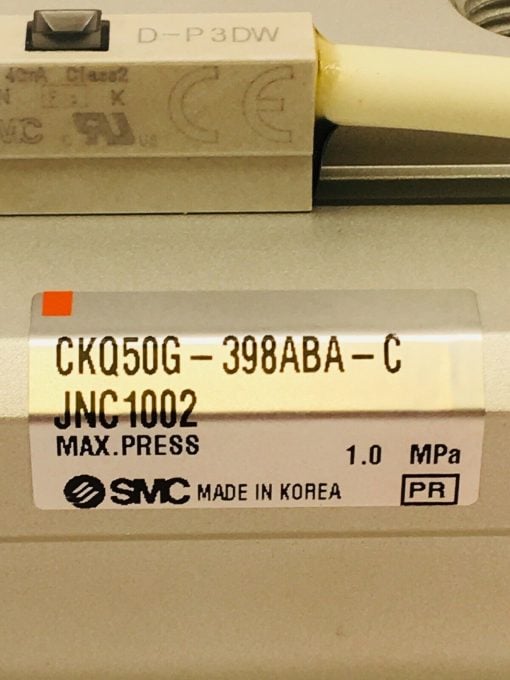 D-P3DW
40mA Class2
K
CE
CKQ50G-398ABA-C
JNC1002
MAX.PRESS 1.0 MPa
SMC MADE IN KOREA PR